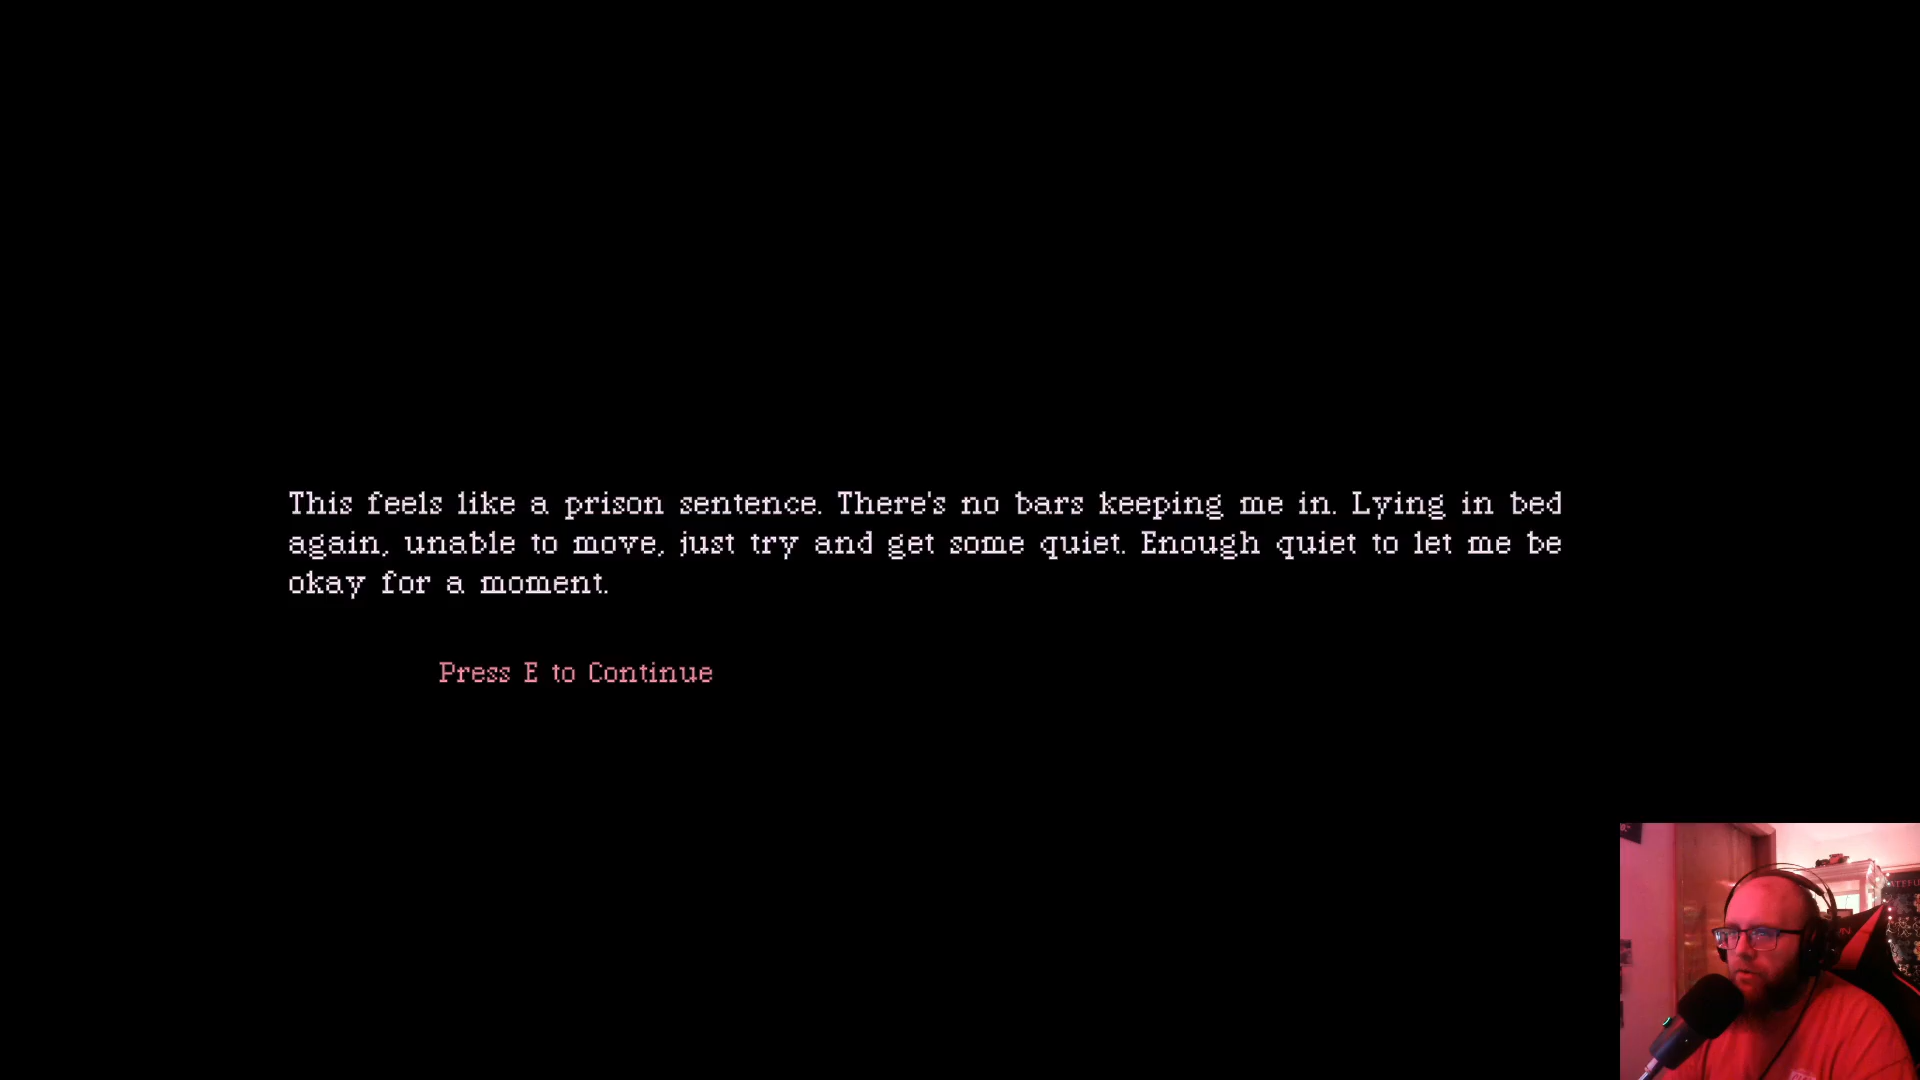 This feels like a prison sentence. There's no bars keeping me in. Lying in bed
again, unable to move, just try and get some quiet. Enough quiet to let me be
okay for a moment.
Press E to Continue